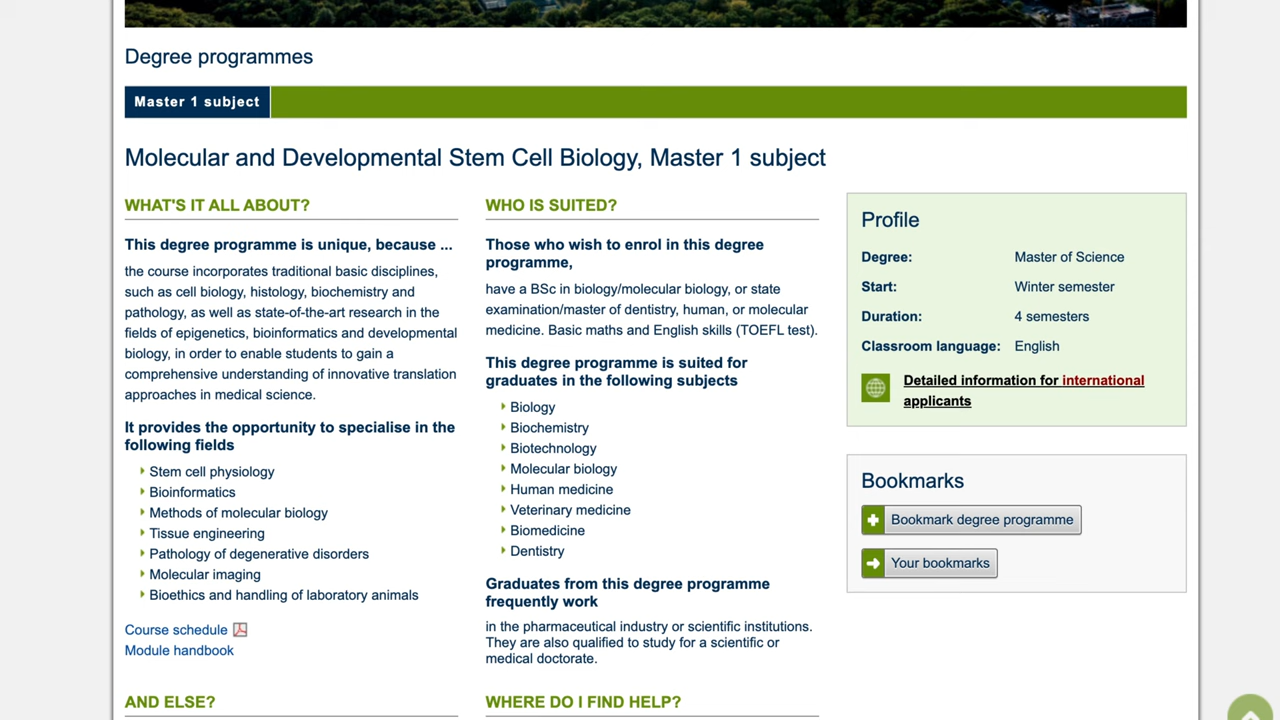 Degree programmes
Master 1 subject
Molecular and Developmental Stem Cell Biology, Master 1 subject
WHAT'S IT ALL ABOUT?
This degree programme is unique, because ...
the course incorporates traditional basic disciplines,
such as cell biology, histology, biochemistry and
pathology, as well as state-of-the-art research in the
fields of epigenetics, bioinformatics and developmental
biology, in order to enable students to gain a
comprehensive understanding of innovative translation
approaches in medical science.
It provides the opportunity to specialise in the
following fields
Stem cell physiology
Bioinformatics
Methods of molecular biology
Tissue engineering
Pathology of degenerative disorders
Molecular imaging
Bioethics and handling of laboratory animals
Course schedule
Module handbook
AND ELSE?
WHO IS SUITED?
Those who wish to enrol in this degree
programme,
have a BSc in biology/molecular biology, or state
examination/master of dentistry, human, or molecular
medicine. Basic maths and English skills (TOEFL test).
This degree programme is suited for
graduates in the following subjects
Biology
Biochemistry
Biotechnology
Molecular biology
Human medicine
Veterinary medicine
Biomedicine
Dentistry
Graduates from this degree programme
frequently work
in the pharmaceutical industry or scientific institutions.
They are also qualified to study for a scientific or
medical doctorate.
WHERE DO I FIND HELP?
Profile
Degree: Master of Science
Start: Winter semester
Duration: 4 semesters
Classroom language: English
Detailed information for international
applicants
Bookmarks
Bookmark degree programme
Your bookmarks